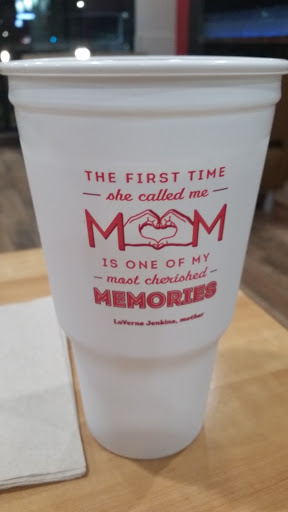 THE FIRST TIME
she called me
MOM
IS ONE OF MY
most cherished
MEMORIES
LaVerne Jenkins, mother